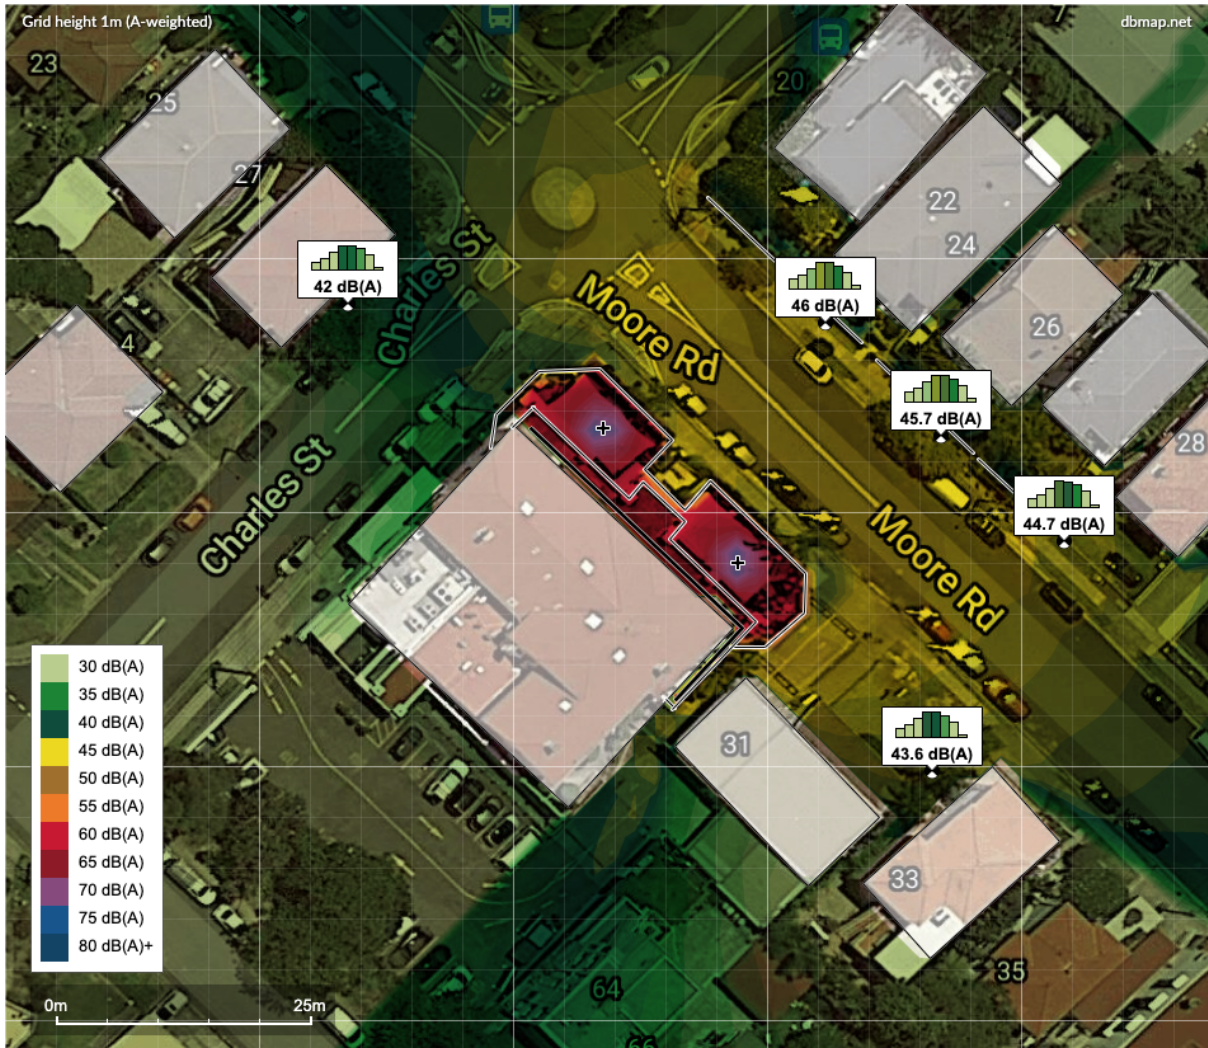 Grid height 1m (A-weighted)
dbmap.net
23
20
25
27
22
24
42 dB(A)
Charles St
46 dB(A)
Moore Rd
4
26
45.7 dB(A)
28
Charles St
44.7 dB(A)
Moore Rd
31
43.6 dB(A)
33
35
64
66
30 dB(A)
35 dB(A)
40 dB(A)
45 dB(A)
50 dB(A)
55 dB(A)
60 dB(A)
65 dB(A)
70 dB(A)
75 dB(A)
80 dB(A)+
0m
25m